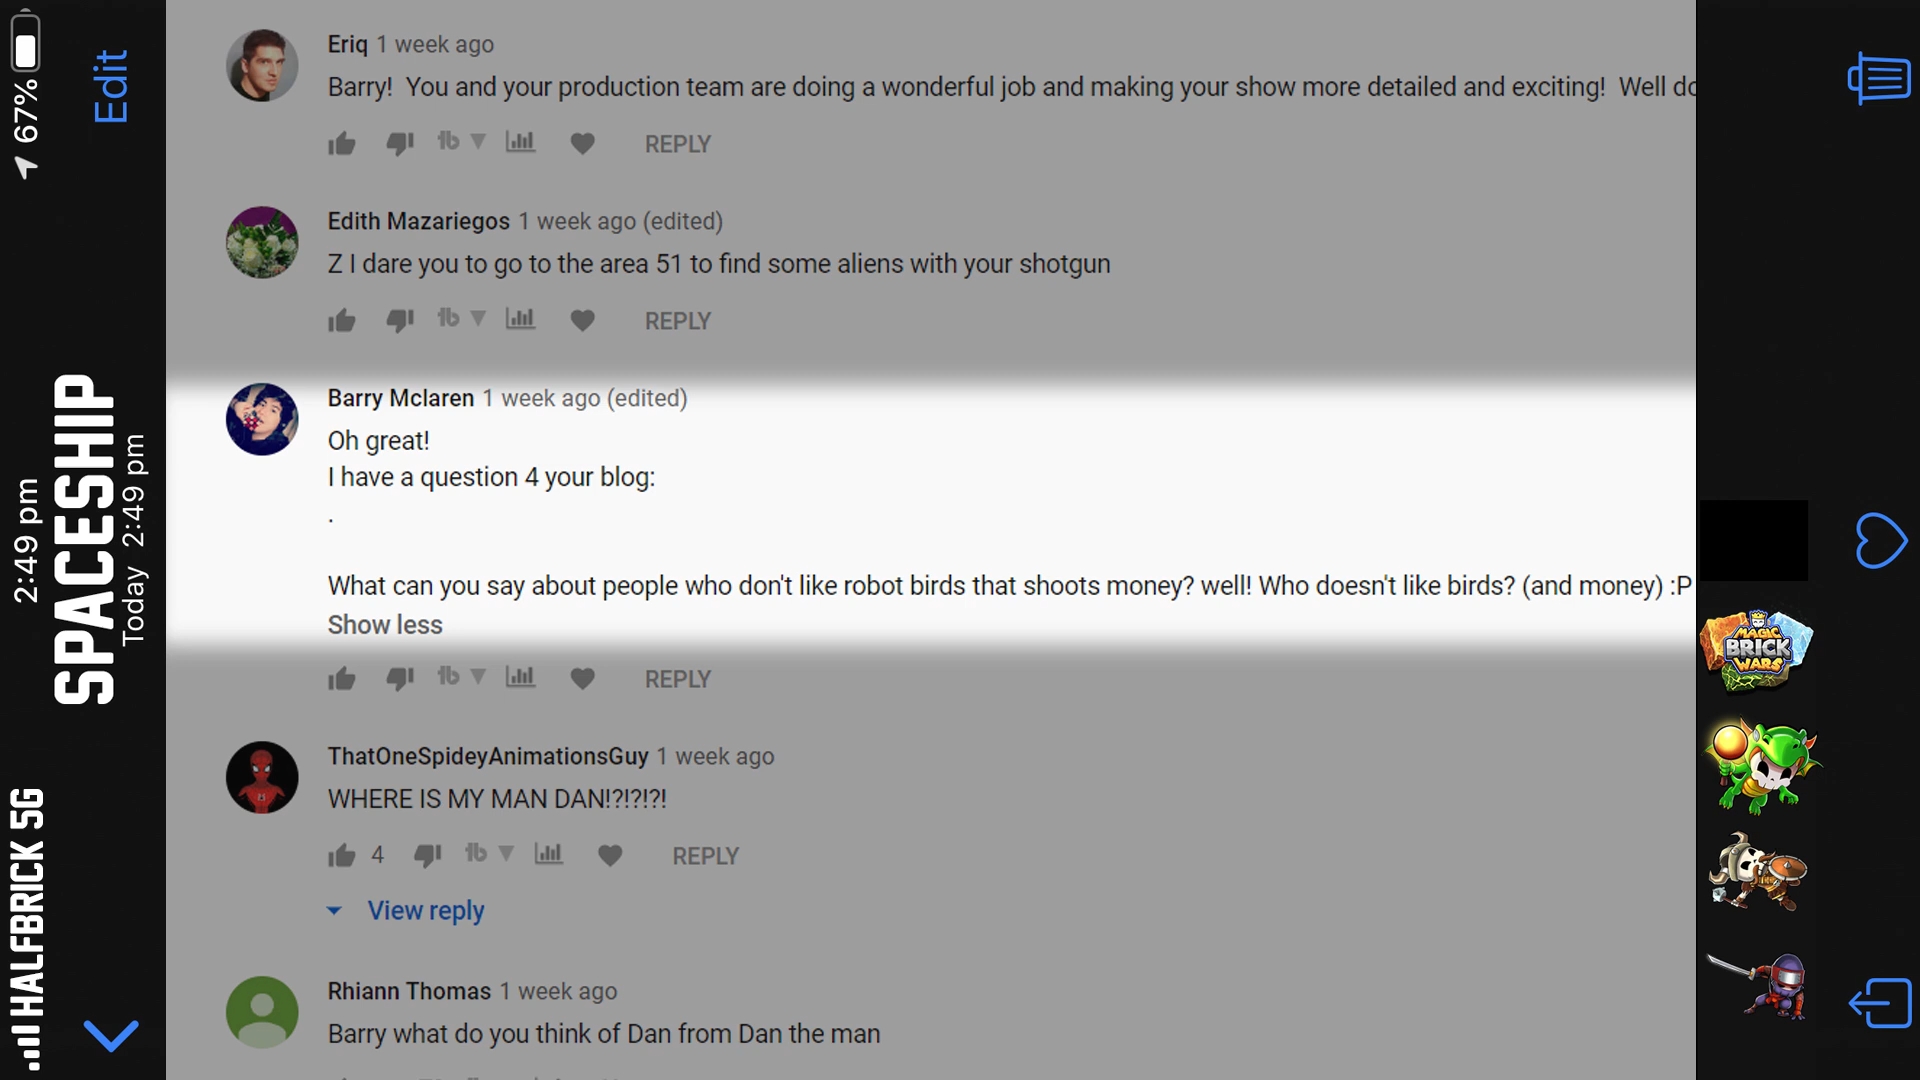 67%
Edit
2:49 pm
SPACESHIP
Today 2:49 pm
HALFBRICK 5G
Eriq 1 week ago
Barry! You and your production team are doing a wonderful job and making your show more detailed and exciting! Well do
REPLY
Edith Mazariegos 1 week ago (edited)
Z I dare you to go to the area 51 to find some aliens with your shotgun
REPLY
Barry Mclaren 1 week ago (edited)
Oh great!
I have a question 4 your blog:
.
What can you say about people who don't like robot birds that shoots money? well! Who doesn't like birds? (and money) :P
Show less
REPLY
ThatOneSpideyAnimationsGuy 1 week ago
WHERE IS MY MAN DAN!?!?!?!
4 REPLY
View reply
Rhiann Thomas 1 week ago
Barry what do you think of Dan from Dan the man
MAGIC
BRICK
WARS